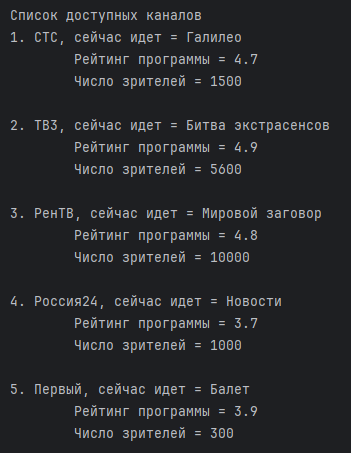 Список доступных каналов
1. СТС, сейчас идет = Галилео
Рейтинг программы = 4.7
Число зрителей = 1500
2. ТВ3, сейчас идет = Битва экстрасенсов
Рейтинг программы = 4.9
Число зрителей = 5600
3. РенТВ, сейчас идет = Мировой заговор
Рейтинг программы = 4.8
Число зрителей = 10000
4. Россия24, сейчас идет = Новости
Рейтинг программы = 3.7
Число зрителей = 1000
5. Первый, сейчас идет = Балет
Рейтинг программы = 3.9
Число зрителей = 300